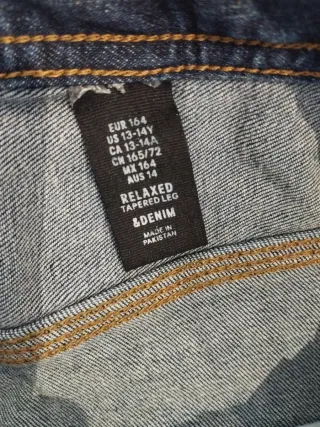 EUR 164
US 13-14Y
CA 13-14A
CN 165/72
MX 164
AUS 14
RELAXED
TAPERED LEG
&DENIM
MADE IN
PAKISTAN